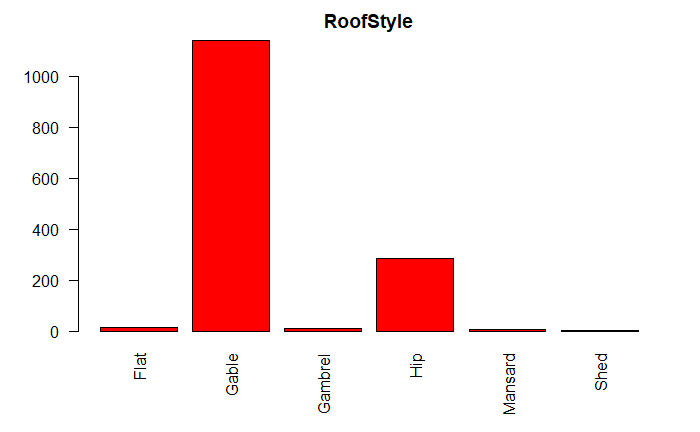 RoofStyle
1000
800
600
400
200
0
Flat
Gable
Gambrel
Hip
Mansard
Shed